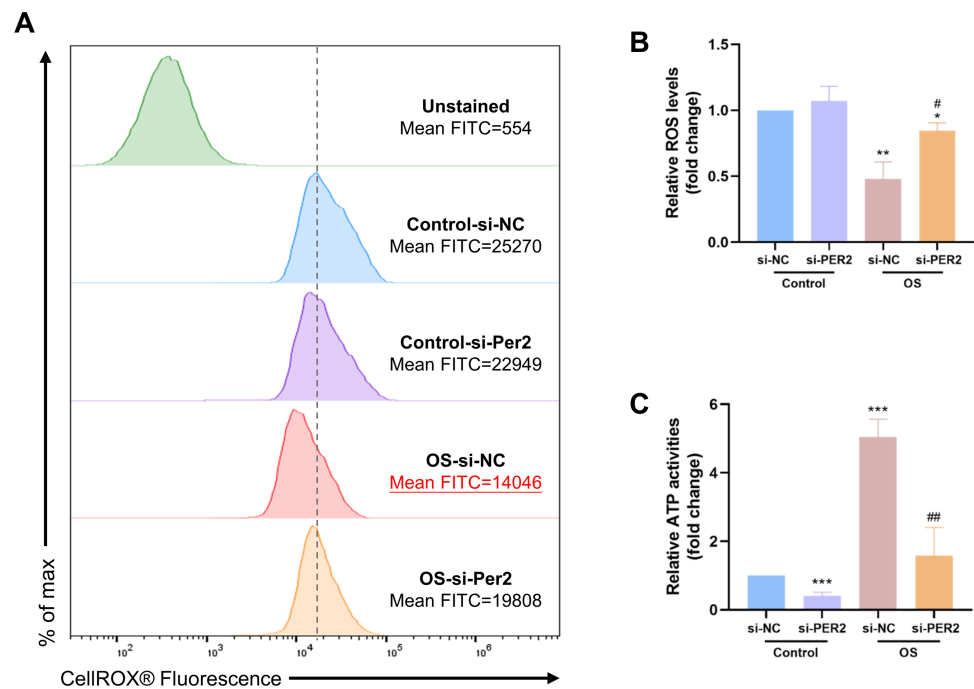 A
Unstained
Mean FITC=554
Control-si-NC
Mean FITC=25270
Control-si-Per2
Mean FITC=22949
OS-si-NC
Mean FITC=14046
OS-si-Per2
Mean FITC=19808
% of max
10² 10³ 10⁴ 10⁵ 10⁶
CellROX® Fluorescence
B
Relative ROS levels
(fold change)
1.5
1.0
0.5
0.0
**
#
*
si-NC si-PER2 si-NC si-PER2
Control OS
C
Relative ATP activities
(fold change)
6
4
2
0
***
***
##
si-NC si-PER2 si-NC si-PER2
Control OS